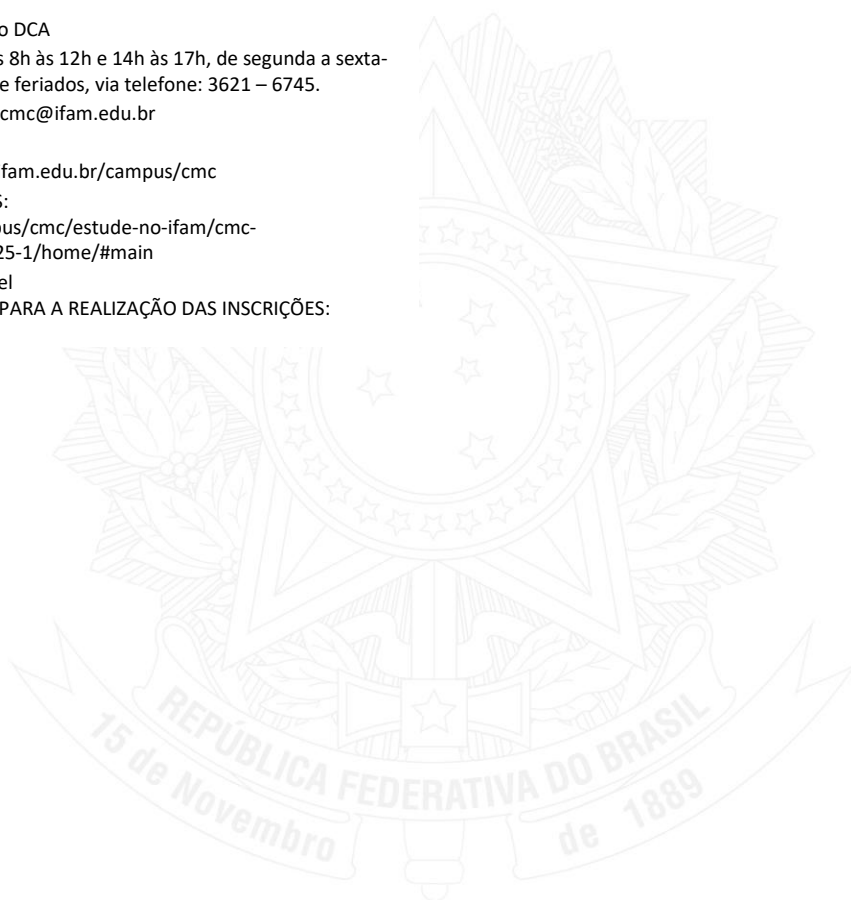 o DCA
s 8h às 12h e 14h às 17h, de segunda a sexta-
e feriados, via telefone: 3621 – 6745.
cmc@ifam.edu.br
fam.edu.br/campus/cmc
S:
us/cmc/estude-no-ifam/cmc-
25-1/home/#main
el
PARA A REALIZAÇÃO DAS INSCRIÇÕES:
REPÚBLICA FEDERATIVA DO BRASIL
15 de Novembro de 1889